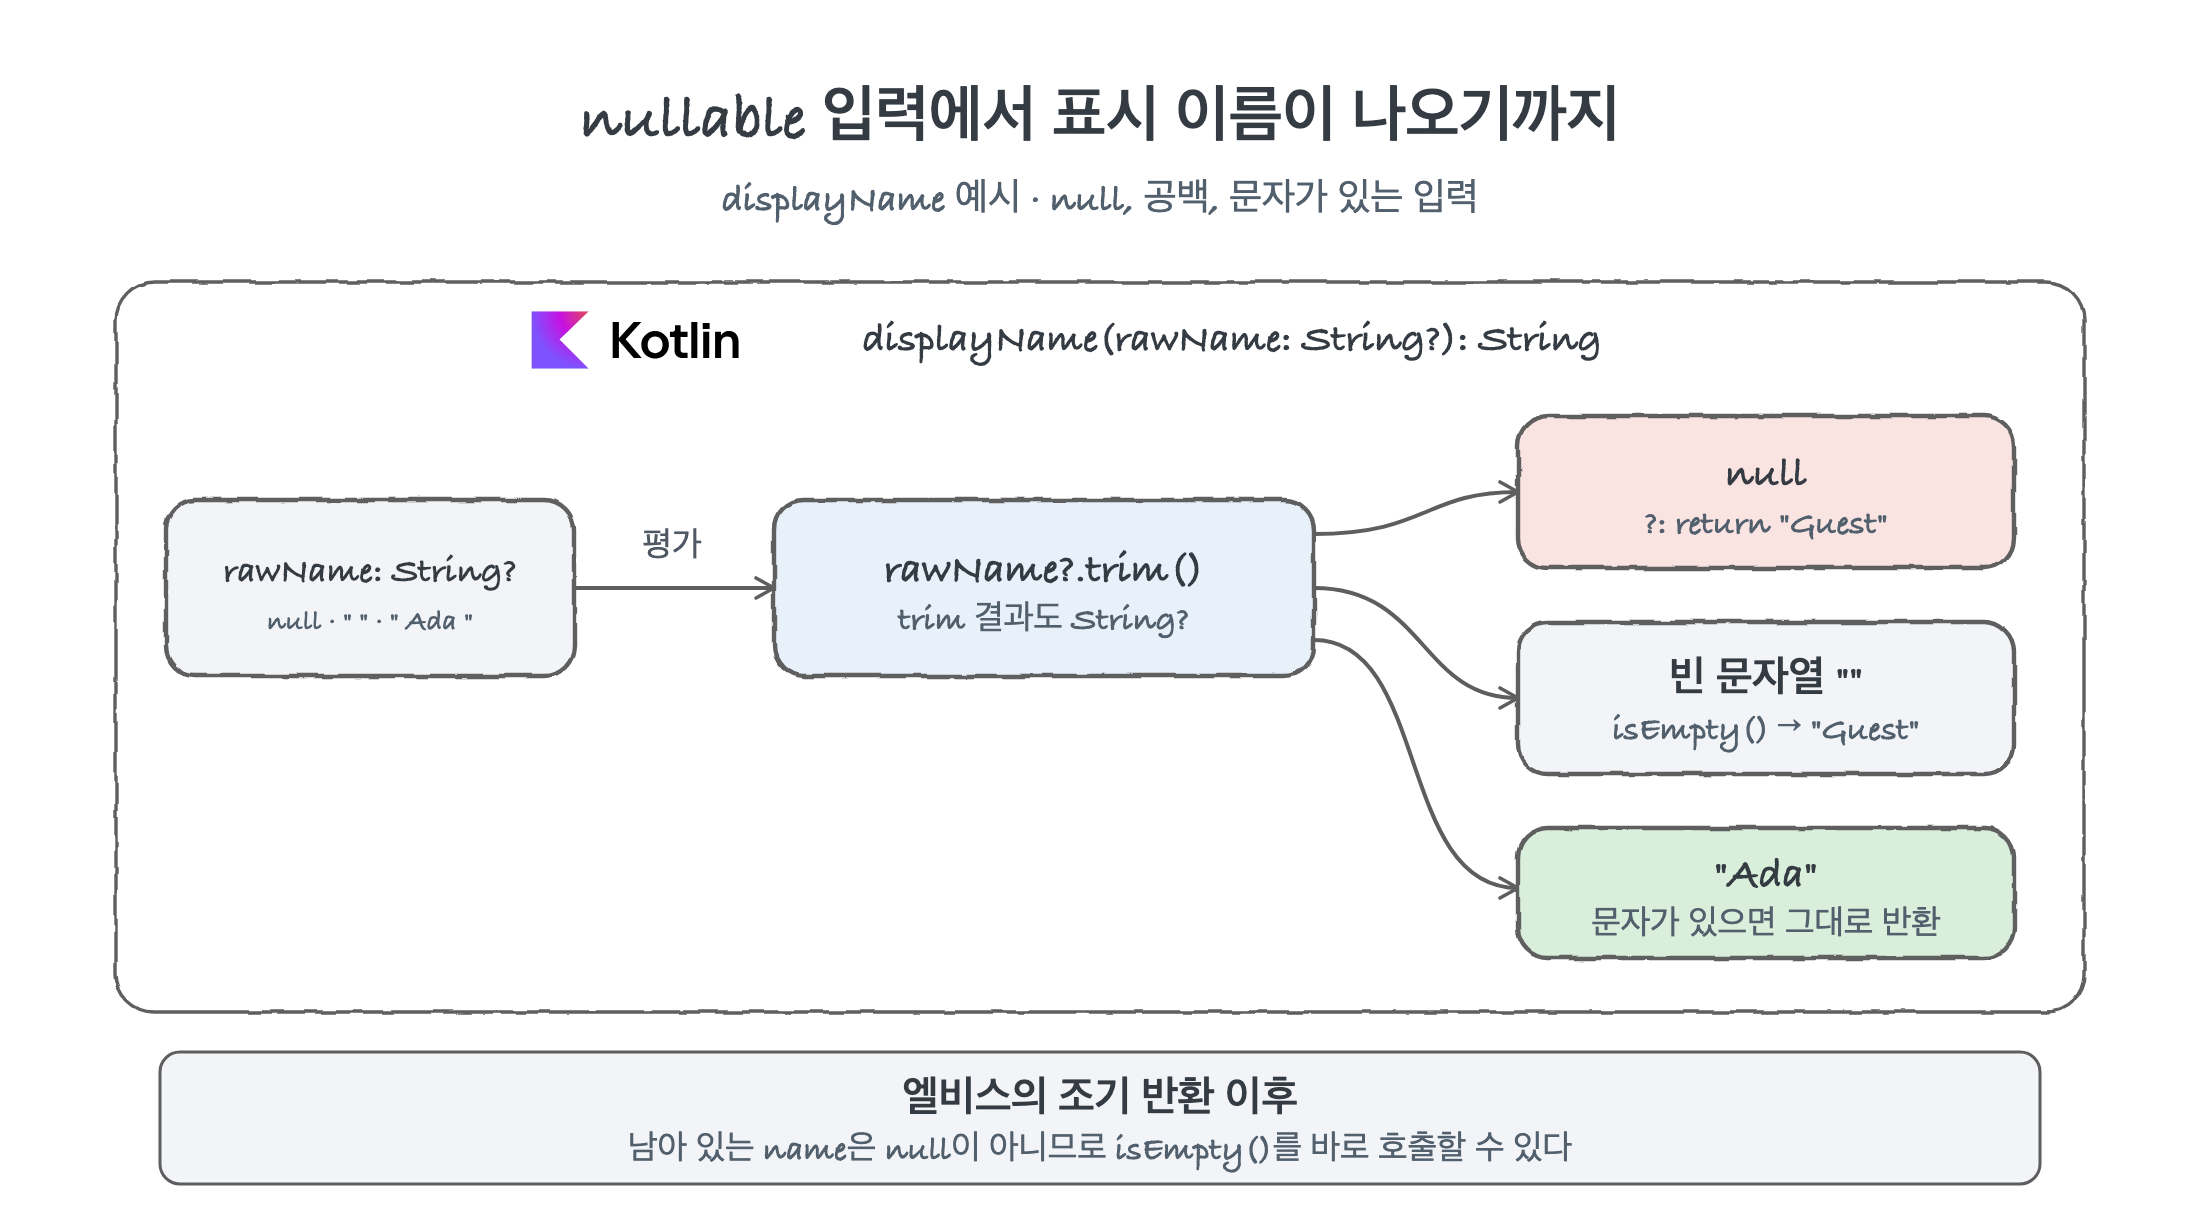 nullable 입력에서 표시 이름이 나오기까지
displayName 예시 · null, 공백, 문자가 있는 입력
Kotlin
displayName(rawName: String?): String
rawName: String?
null · " " · " Ada "
평가
rawName?.trim()
trim 결과도 String?
null
?: return "Guest"
빈 문자열 ""
isEmpty() → "Guest"
"Ada"
문자가 있으면 그대로 반환
엘비스의 조기 반환 이후
남아 있는 name은 null이 아니므로 isEmpty()를 바로 호출할 수 있다